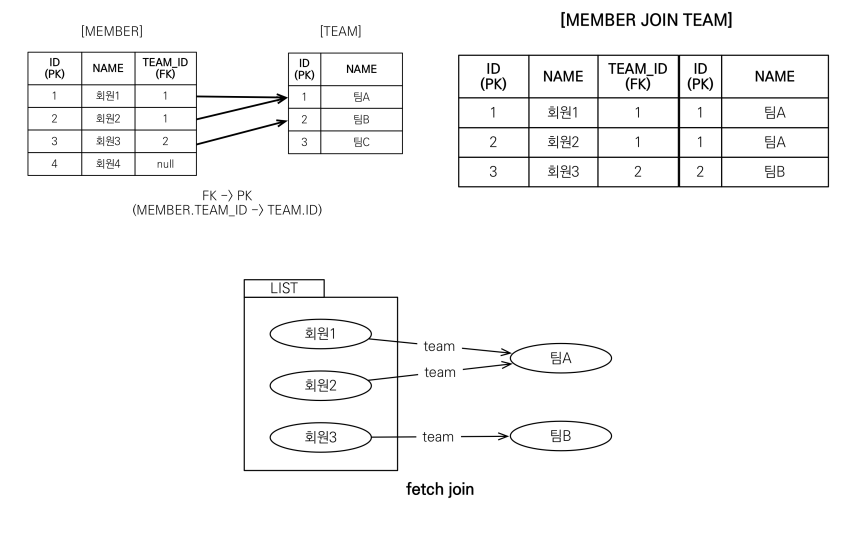 [MEMBER]
ID (PK) NAME TEAM_ID (FK)
1 회원1 1
2 회원2 1
3 회원3 2
4 회원4 null
[TEAM]
ID (PK) NAME
1 팀A
2 팀B
3 팀C
FK -> PK
(MEMBER.TEAM_ID -> TEAM.ID)
[MEMBER JOIN TEAM]
ID (PK) NAME TEAM_ID (FK) ID (PK) NAME
1 회원1 1 1 팀A
2 회원2 1 1 팀A
3 회원3 2 2 팀B
LIST
회원1 team 팀A
회원2 team
회원3 team 팀B
fetch join